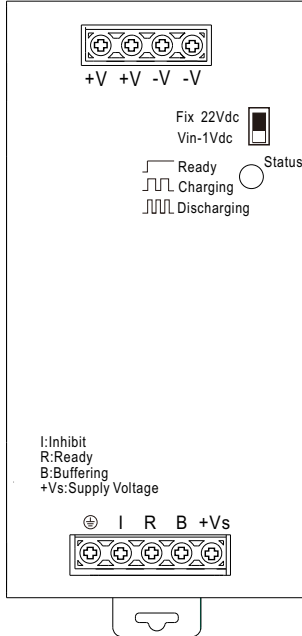 +V +V -V -V
Fix 22Vdc
Vin-1Vdc
Status
Ready
Charging
Discharging
I:Inhibit
R:Ready
B:Buffering
+Vs:Supply Voltage
I R B +Vs